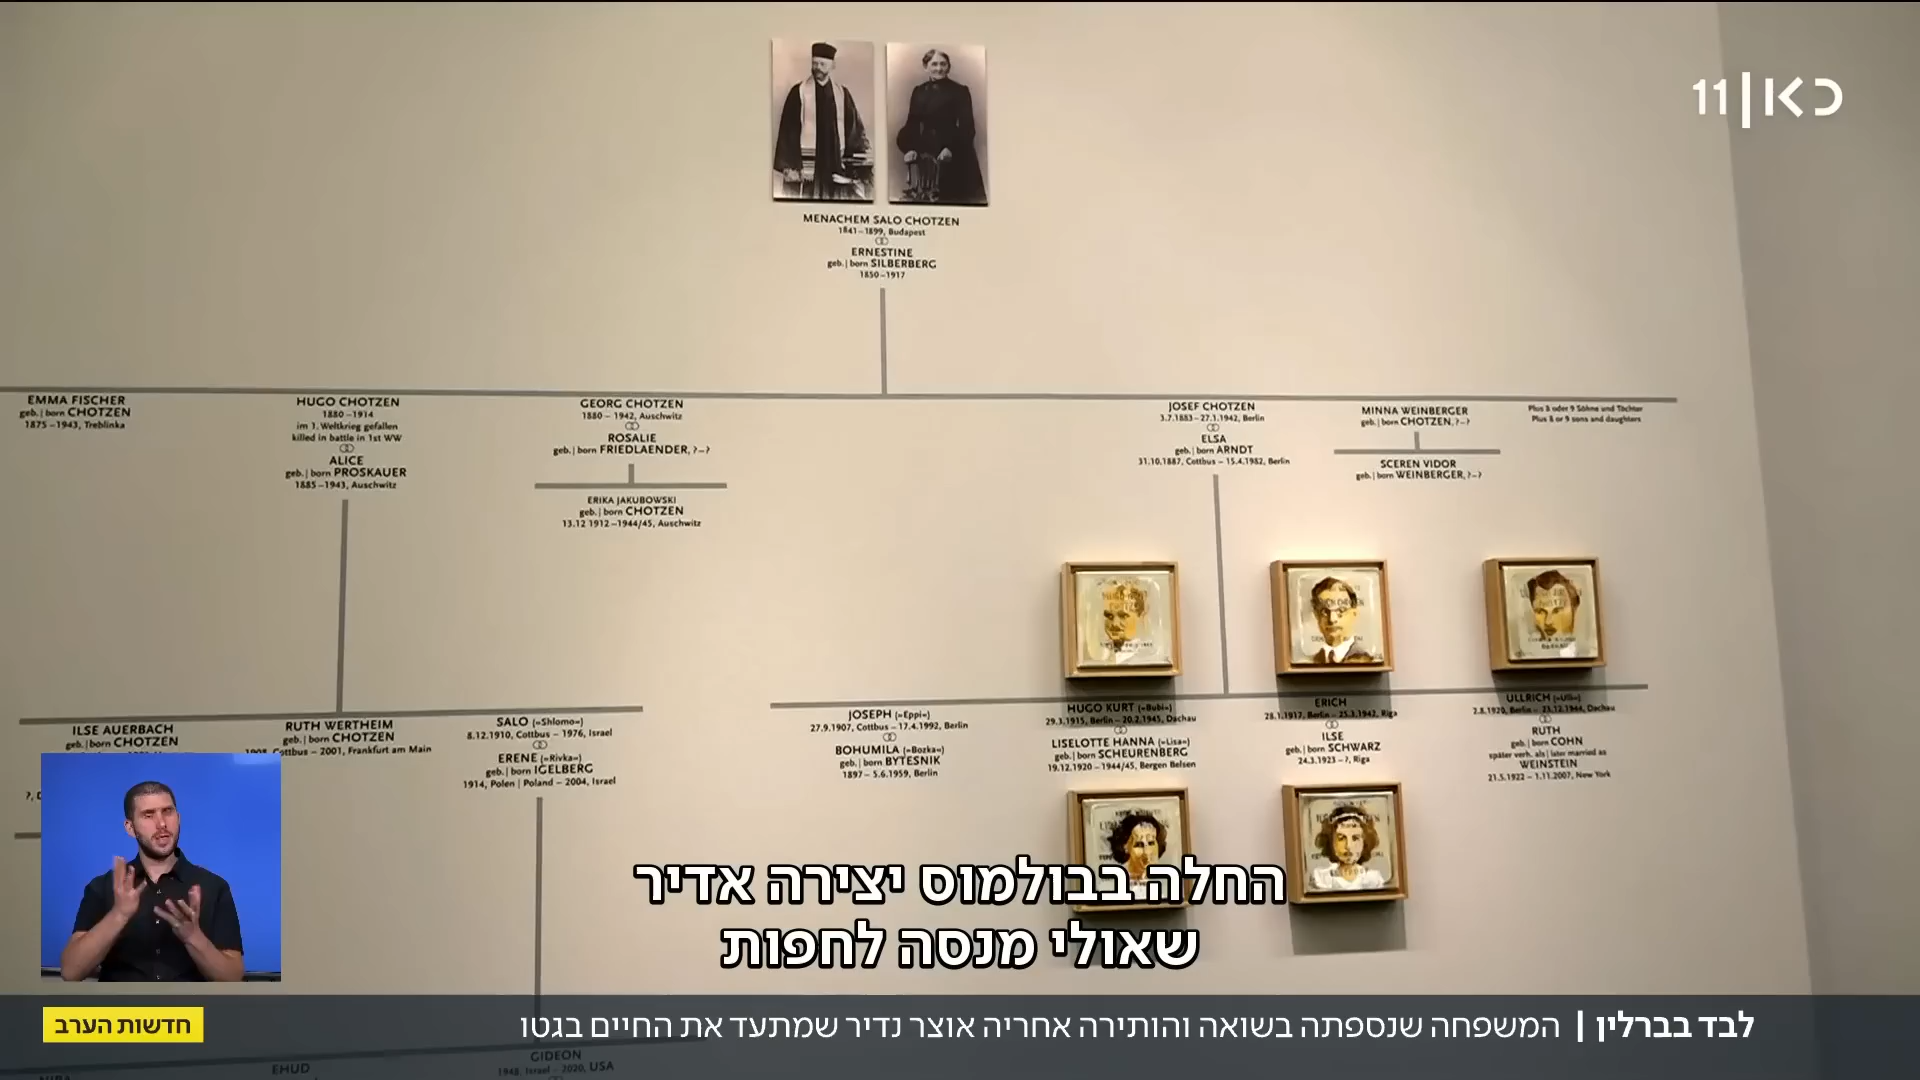 כאן 11
MENACHEM SALO CHOTZEN
1841–1899, Budapest
ERNESTINE
geb. | born SILBERBERG
1850–1917
EMMA FISCHER
geb. | born CHOTZEN
1875–1943, Treblinka
HUGO CHOTZEN
1880–1914
im 1. Weltkrieg gefallen
killed in battle in 1st WW
ALICE
geb. | born PROSKAUER
1885–1943, Auschwitz
GEORG CHOTZEN
1880 – 1942, Auschwitz
ROSALIE
geb. | born FRIEDLAENDER, ?–?
ERIKA JAKUBOWSKI
geb. | born CHOTZEN
13.12 1912 –1944/45, Auschwitz
JOSEF CHOTZEN
3.7.1883–27.1.1942, Berlin
ELSA
geb. | born ARNDT
31.10.1887, Cottbus – 15.4.1982, Berlin
MINNA WEINBERGER
geb. | born CHOTZEN, ?–?
SCEREN VIDOR
geb. | born WEINBERGER, ?–?
Plus 8 oder 9 Söhne und Töchter
Plus 8 or 9 sons and daughters
ILSE AUERBACH
geb. | born CHOTZEN
RUTH WERTHEIM
geb. | born CHOTZEN
Cottbus – 2001, Frankfurt am Main
SALO (»Shlomo«)
8.12.1910, Cottbus – 1976, Israel
ERENE (»Rivka«)
geb. | born IGELBERG
1914, Polen | Poland – 2004, Israel
JOSEPH (»Eppi«)
27.9.1907, Cottbus – 17.4.1992, Berlin
BOHUMILA (»Bozka«)
geb. | born BYTESNIK
1897– 5.6.1959, Berlin
HUGO KURT (»Bubi«)
29.3.1915, Berlin – 20.2.1945, Dachau
LISELOTTE HANNA (»Lisa«)
geb. | born SCHEURENBERG
19.12.1920 –1944/45, Bergen Belsen
ERICH
28.1.1917, Berlin – 25.3.1942, Riga
ILSE
geb. | born SCHWARZ
24.3.1923 –?, Riga
ULLRICH (»Ulli«)
2.8.1920, Berlin – 23.12.1944, Dachau
RUTH
geb. | born COHN
später verh. als | later married as
WEINSTEIN
21.5.1922 – 1.11.2007, New York
החלה בבולמוס יצירה אדיר
שאולי מנסה לחפות
לבד בברלין | המשפחה שנספתה בשואה והותירה אחריה אוצר נדיר שמתעד את החיים בגטו
חדשות הערב
GIDEON
1948, Israel – 2020, USA
EHUD